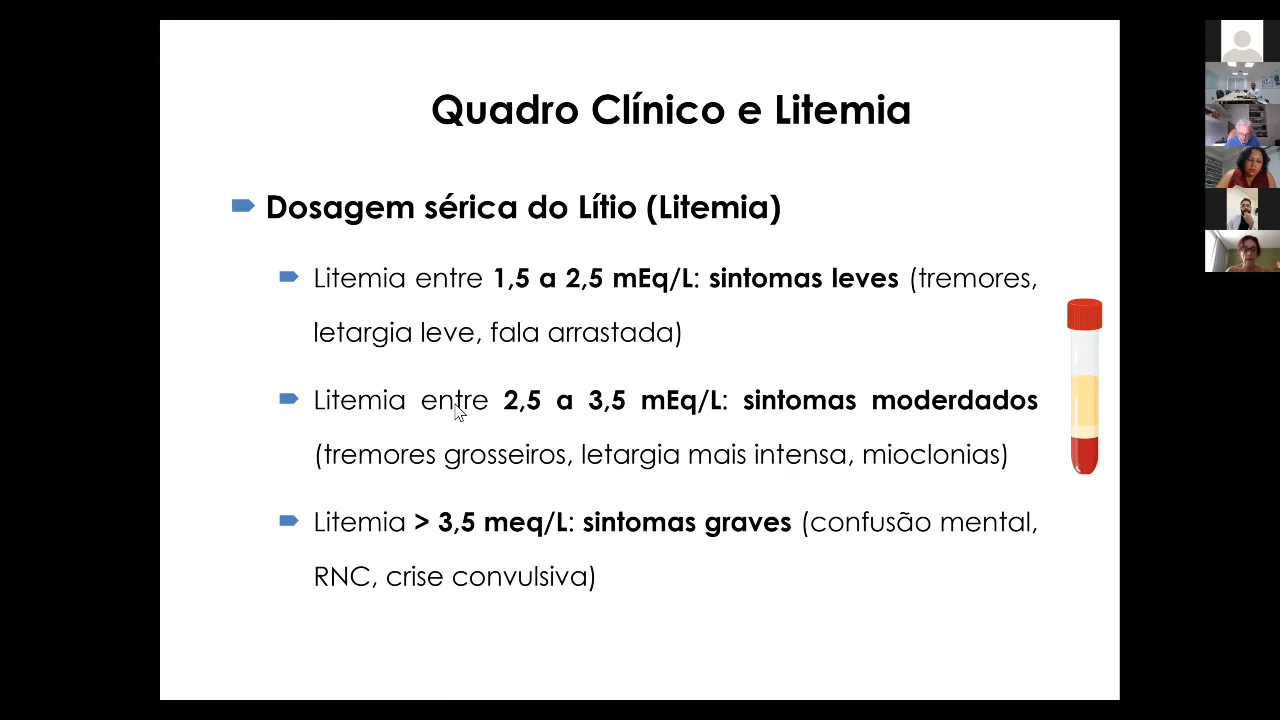 Quadro Clínico e Litemia
Dosagem sérica do Lítio (Litemia)
Litemia entre 1,5 a 2,5 mEq/L: sintomas leves (tremores,
letargia leve, fala arrastada)
Litemia entre 2,5 a 3,5 mEq/L: sintomas moderdados
(tremores grosseiros, letargia mais intensa, mioclonias)
Litemia > 3,5 meq/L: sintomas graves (confusão mental,
RNC, crise convulsiva)